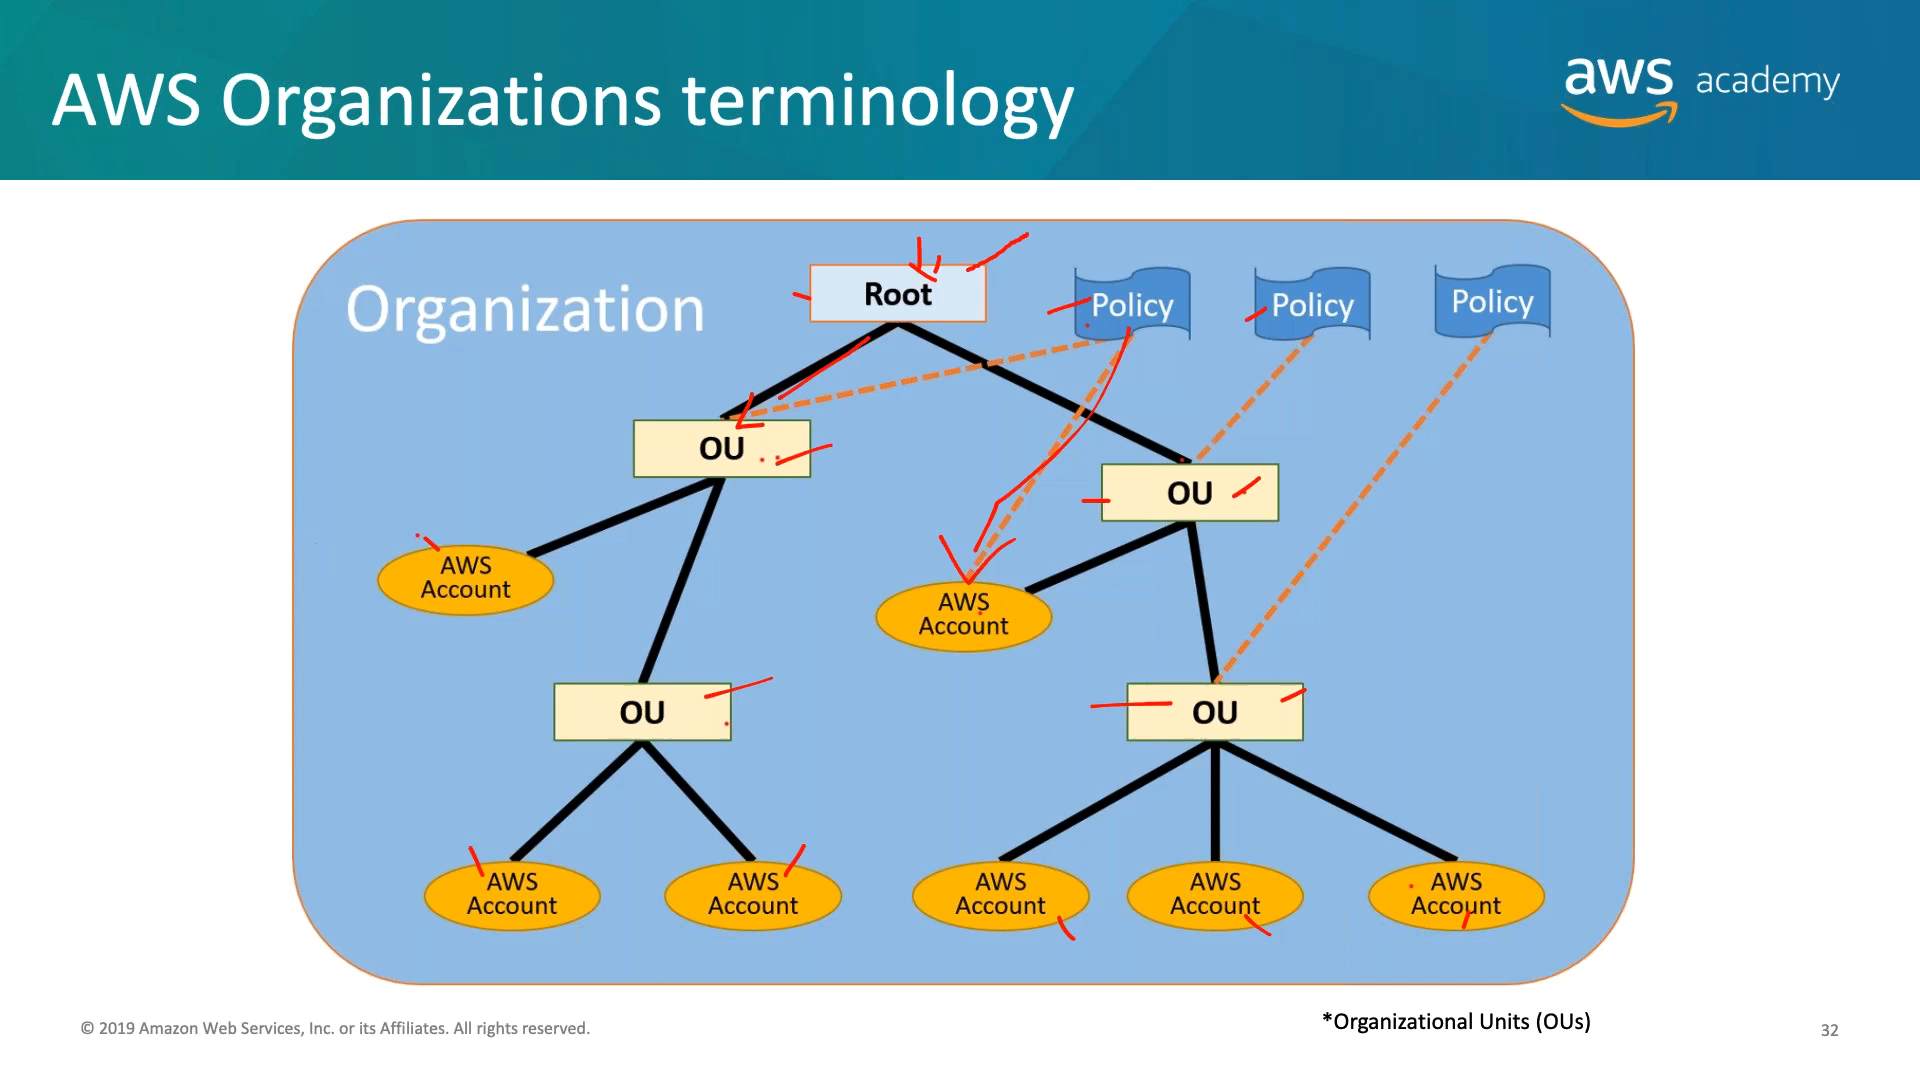 AWS Organizations terminology
aws academy
Organization
Root
Policy
Policy
Policy
OU
OU
AWS
Account
AWS
Account
OU
OU
AWS
Account
AWS
Account
AWS
Account
AWS
Account
AWS
Account
© 2019 Amazon Web Services, Inc. or its Affiliates. All rights reserved.
*Organizational Units (OUs)
32